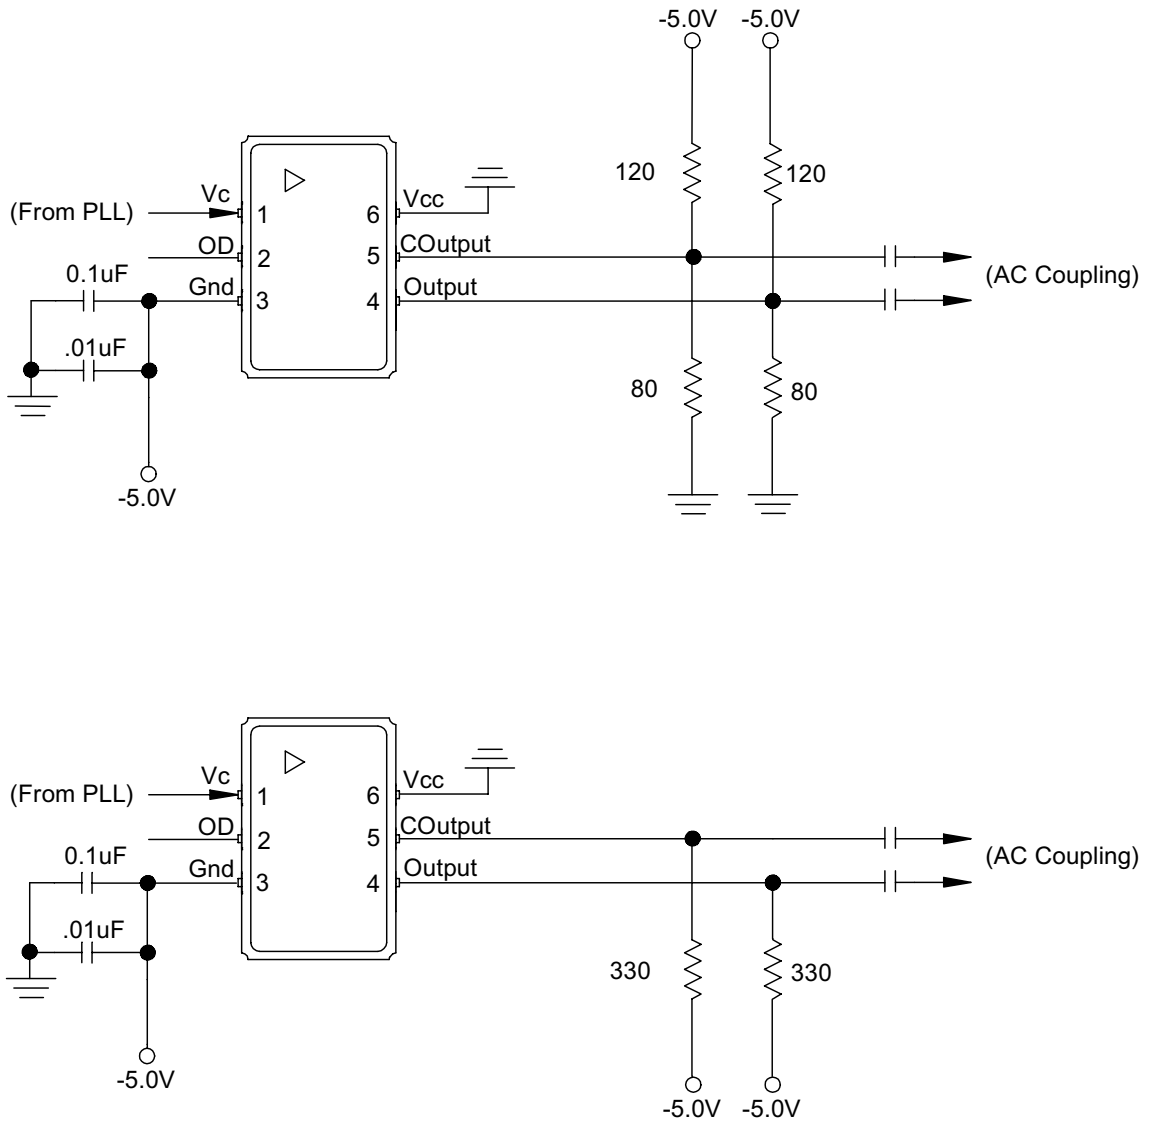 -5.0V -5.0V
120 120
Vc
(From PLL)
1
6
Vcc
OD
2
5
COutput
0.1uF
Gnd
3
4
Output
(AC Coupling)
.01uF
80 80
-5.0V
Vc
(From PLL)
1
6
Vcc
OD
2
5
COutput
0.1uF
Gnd
3
4
Output
(AC Coupling)
.01uF
330 330
-5.0V
-5.0V -5.0V